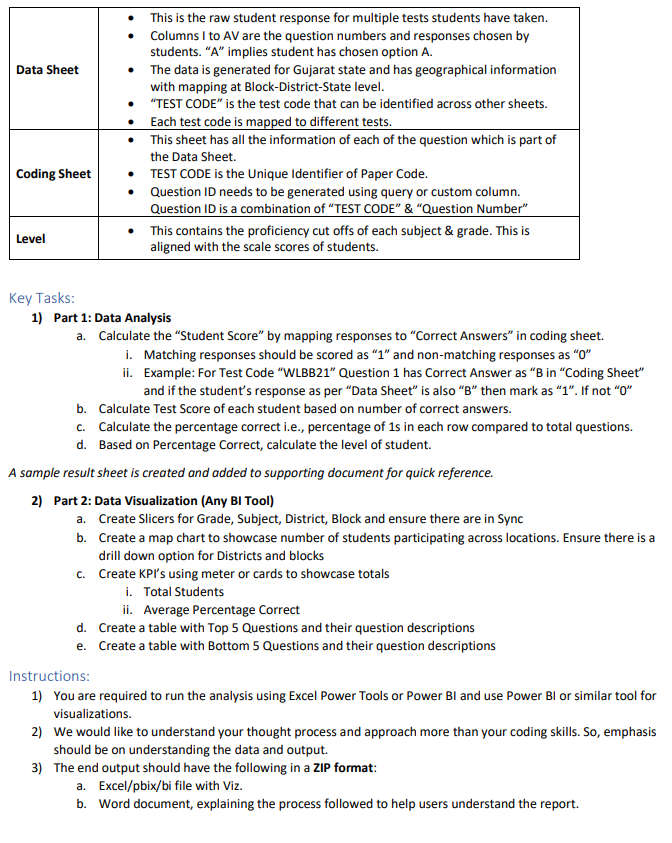 • This is the raw student response for multiple tests students have taken.
• Columns I to AV are the question numbers and responses chosen by
students. “A” implies student has chosen option A.
Data Sheet
• The data is generated for Gujarat state and has geographical information
with mapping at Block-District-State level.
• “TEST CODE” is the test code that can be identified across other sheets.
• Each test code is mapped to different tests.
• This sheet has all the information of each of the question which is part of
the Data Sheet.
Coding Sheet
• TEST CODE is the Unique Identifier of Paper Code.
• Question ID needs to be generated using query or custom column.
Question ID is a combination of “TEST CODE” & “Question Number”
Level
• This contains the proficiency cut offs of each subject & grade. This is
aligned with the scale scores of students.
Key Tasks:
1) Part 1: Data Analysis
a. Calculate the “Student Score” by mapping responses to “Correct Answers” in coding sheet.
i. Matching responses should be scored as “1” and non-matching responses as “0”
ii. Example: For Test Code “WLBB21” Question 1 has Correct Answer as “B in “Coding Sheet”
and if the student’s response as per “Data Sheet” is also “B” then mark as “1”. If not “0”
b. Calculate Test Score of each student based on number of correct answers.
c. Calculate the percentage correct i.e., percentage of 1s in each row compared to total questions.
d. Based on Percentage Correct, calculate the level of student.
A sample result sheet is created and added to supporting document for quick reference.
2) Part 2: Data Visualization (Any BI Tool)
a. Create Slicers for Grade, Subject, District, Block and ensure there are in Sync
b. Create a map chart to showcase number of students participating across locations. Ensure there is a
drill down option for Districts and blocks
c. Create KPI’s using meter or cards to showcase totals
i. Total Students
ii. Average Percentage Correct
d. Create a table with Top 5 Questions and their question descriptions
e. Create a table with Bottom 5 Questions and their question descriptions
Instructions:
1) You are required to run the analysis using Excel Power Tools or Power BI and use Power BI or similar tool for
visualizations.
2) We would like to understand your thought process and approach more than your coding skills. So, emphasis
should be on understanding the data and output.
3) The end output should have the following in a ZIP format:
a. Excel/pbix/bi file with Viz.
b. Word document, explaining the process followed to help users understand the report.